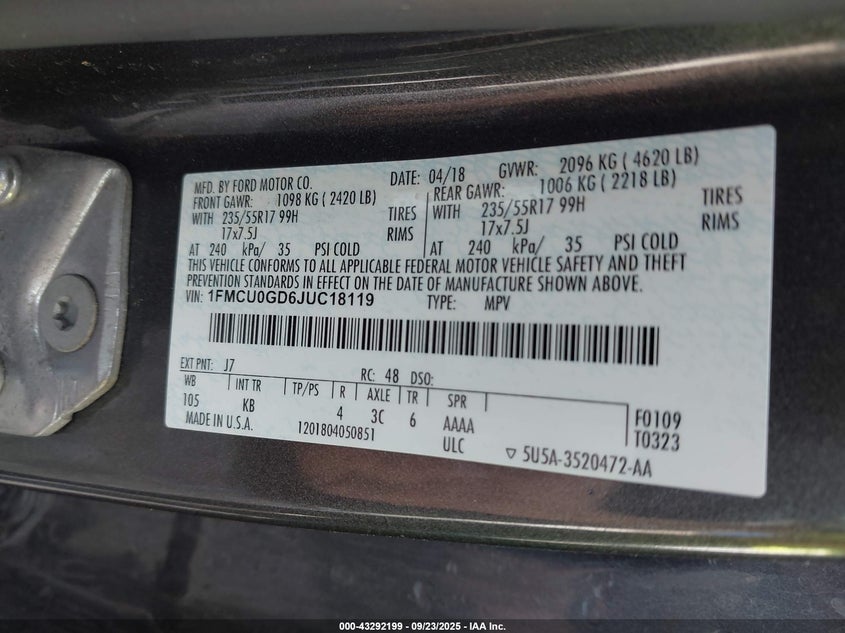 MFD. BY FORD MOTOR CO.
DATE: 04/18 GVWR: 2096 KG ( 4620 LB)
FRONT GAWR: 1098 KG ( 2420 LB) REAR GAWR: 1006 KG ( 2218 LB)
WITH 235/55R17 99H TIRES WITH 235/55R17 99H TIRES
17x7.5J RIMS 17x7.5J RIMS
AT 240 kPa/ 35 PSI COLD AT 240 kPa/ 35 PSI COLD
THIS VEHICLE CONFORMS TO ALL APPLICABLE FEDERAL MOTOR VEHICLE SAFETY AND THEFT
PREVENTION STANDARDS IN EFFECT ON THE DATE OF MANUFACTURE SHOWN ABOVE.
VIN: 1FMCU0GD6JUC18119 TYPE: MPV
EXT PNT: J7 RC: 48 DSO:
WB INT TR TP/PS R AXLE TR SPR
105 KB 4 3C 6 AAAA F0109
MADE IN U.S.A. 1201804050851 ULC T0323
▽ 5U5A-3520472-AA
000-43292199 - 09/23/2025 - IAA Inc.